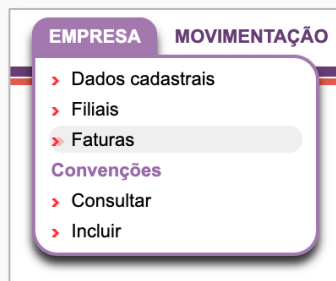 EMPRESA MOVIMENTAÇÃO
Dados cadastrais
Filiais
Faturas
Convenções
Consultar
Incluir